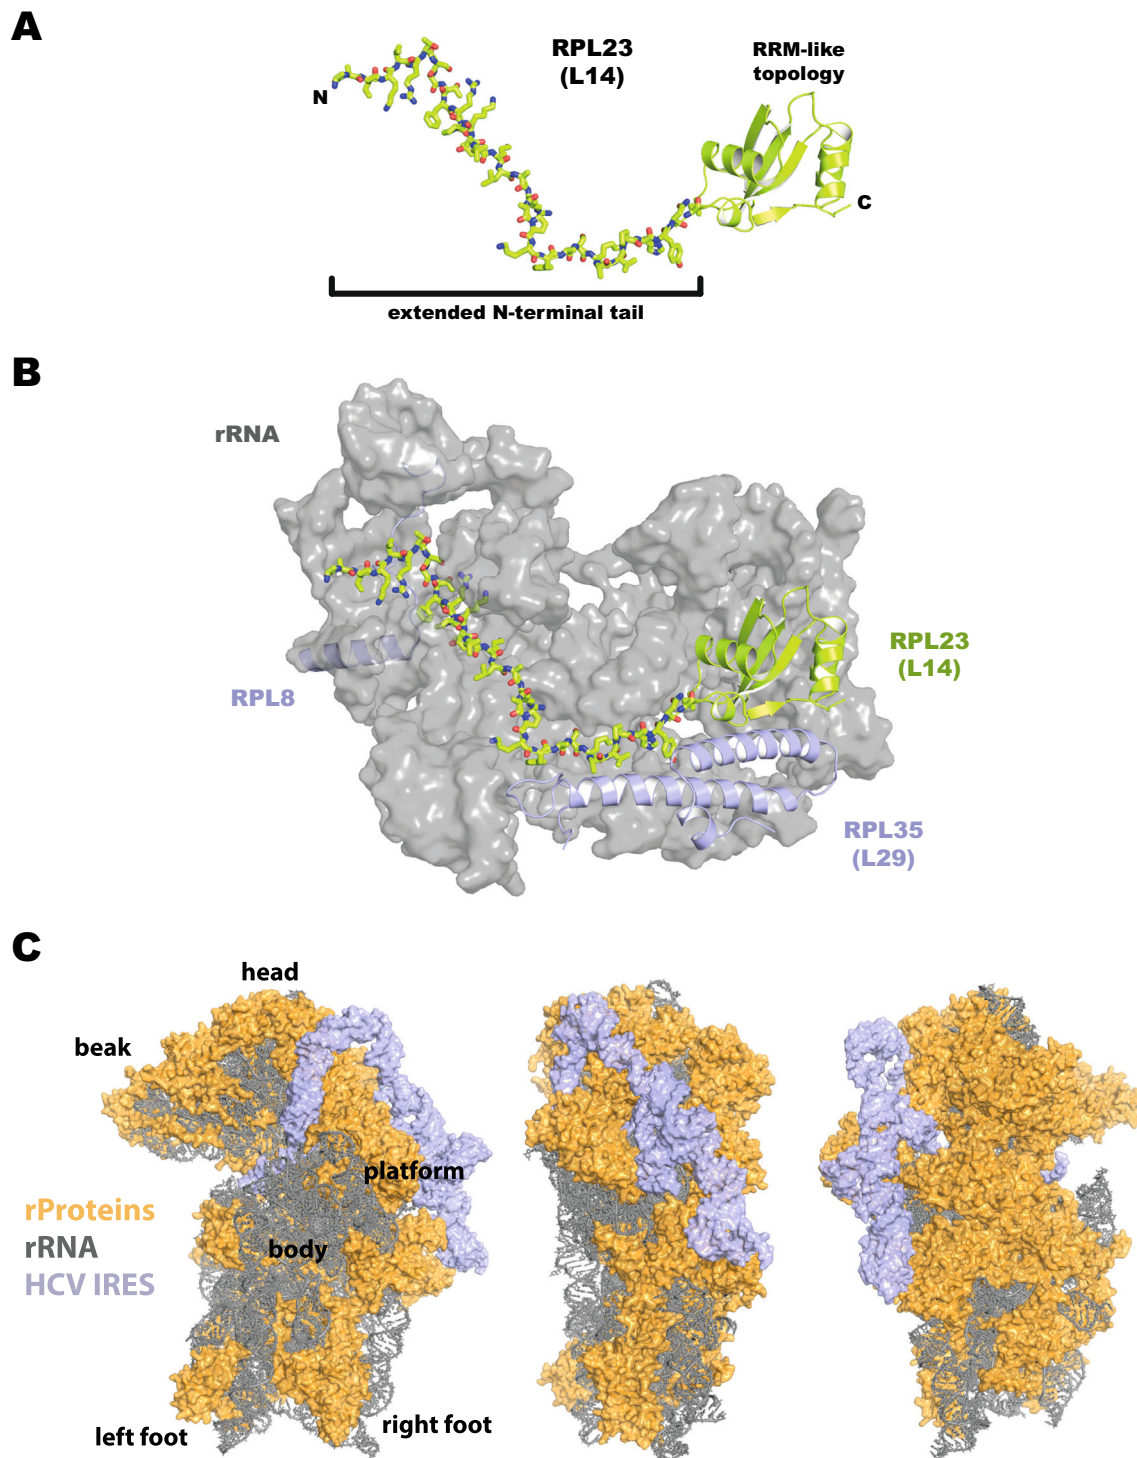 A
RPL23
(L14)
RRM-like
topology
N
C
extended N-terminal tail
B
rRNA
RPL23
(L14)
RPL8
RPL35
(L29)
C
head
beak
platform
rProteins
rRNA
body
HCV IRES
right foot
left foot